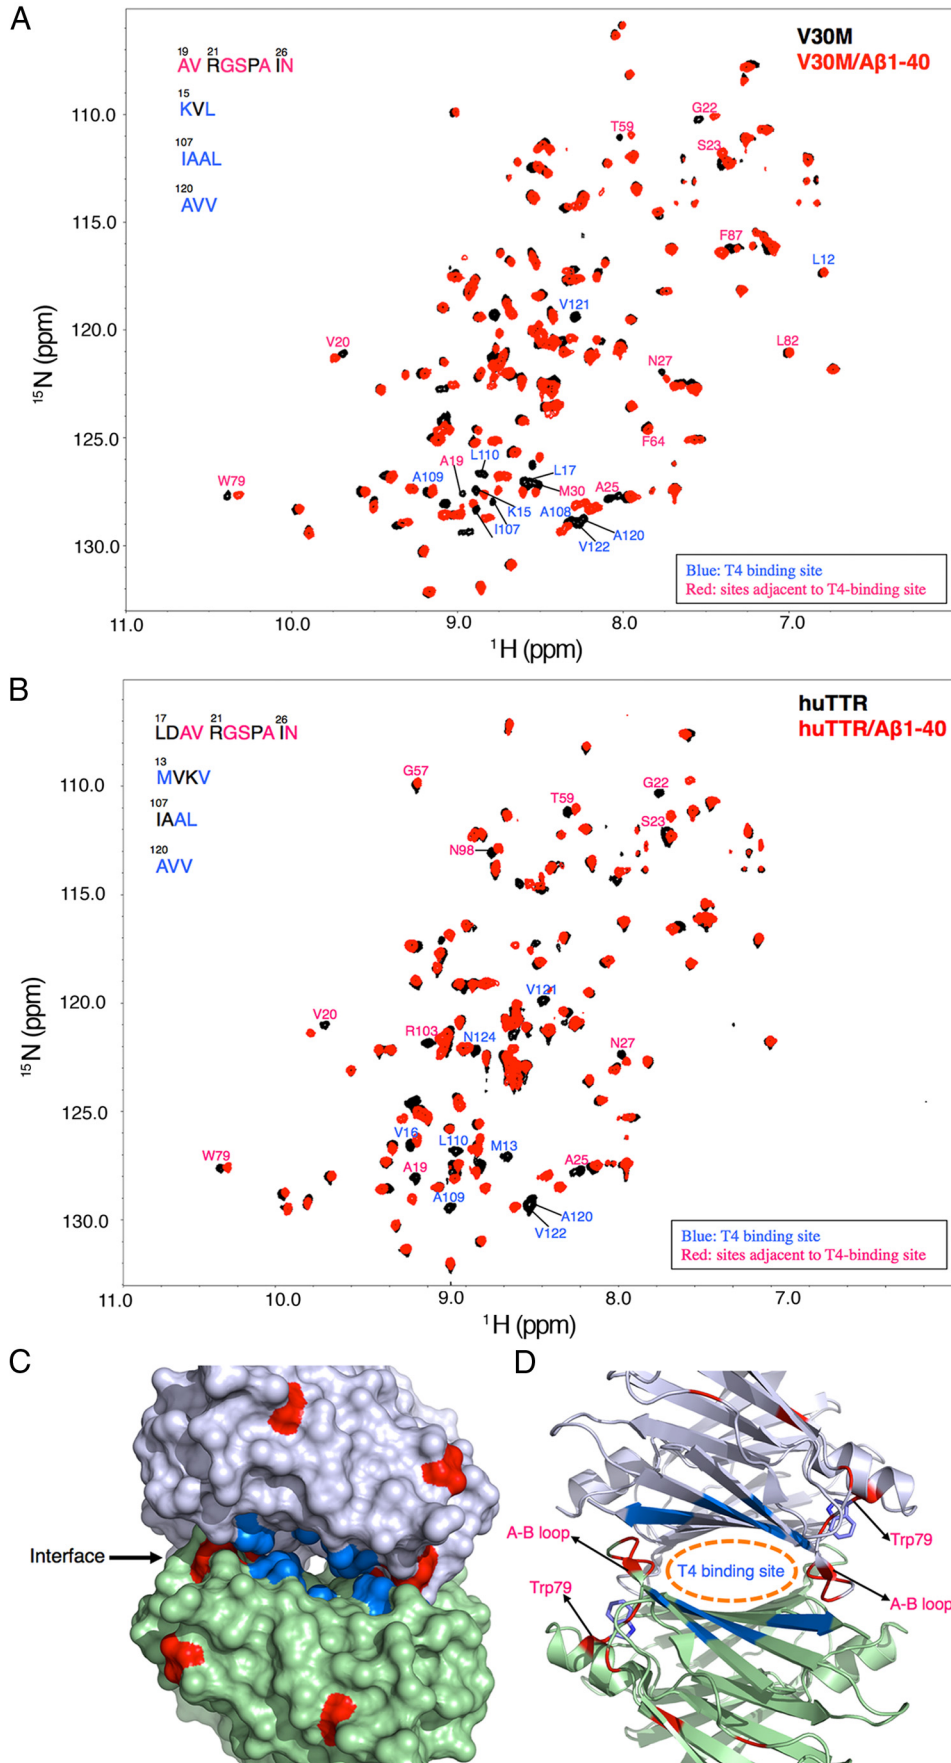 A
V30M
V30M/Aβ1-40
19 21 26
AV RGSPA IN
15
KVL
107
IAAL
120
AVV
110.0
115.0
120.0
125.0
130.0
15N (ppm)
G22
T59
S23
F87
L12
V121
V20
L82
N27
F64
L110
A19
L17
W79
A109
M30
A25
K15
A108
I107
A120
V122
Blue: T4 binding site
Red: sites adjacent to T4-binding site
11.0 10.0 9.0 8.0 7.0
1H (ppm)
B
huTTR
huTTR/Aβ1-40
17 21 26
LDAV RGSPA IN
13
MVKV
107
IAAL
120
AVV
110.0
115.0
120.0
125.0
130.0
15N (ppm)
G57
G22
T59
S23
N98
V121
V20
R103
N124
N27
V16
L110
M13
W79
A19
A25
A109
A120
V122
Blue: T4 binding site
Red: sites adjacent to T4-binding site
11.0 10.0 9.0 8.0 7.0
1H (ppm)
C
Interface
D
A-B loop
Trp79
T4 binding site
Trp79
A-B loop